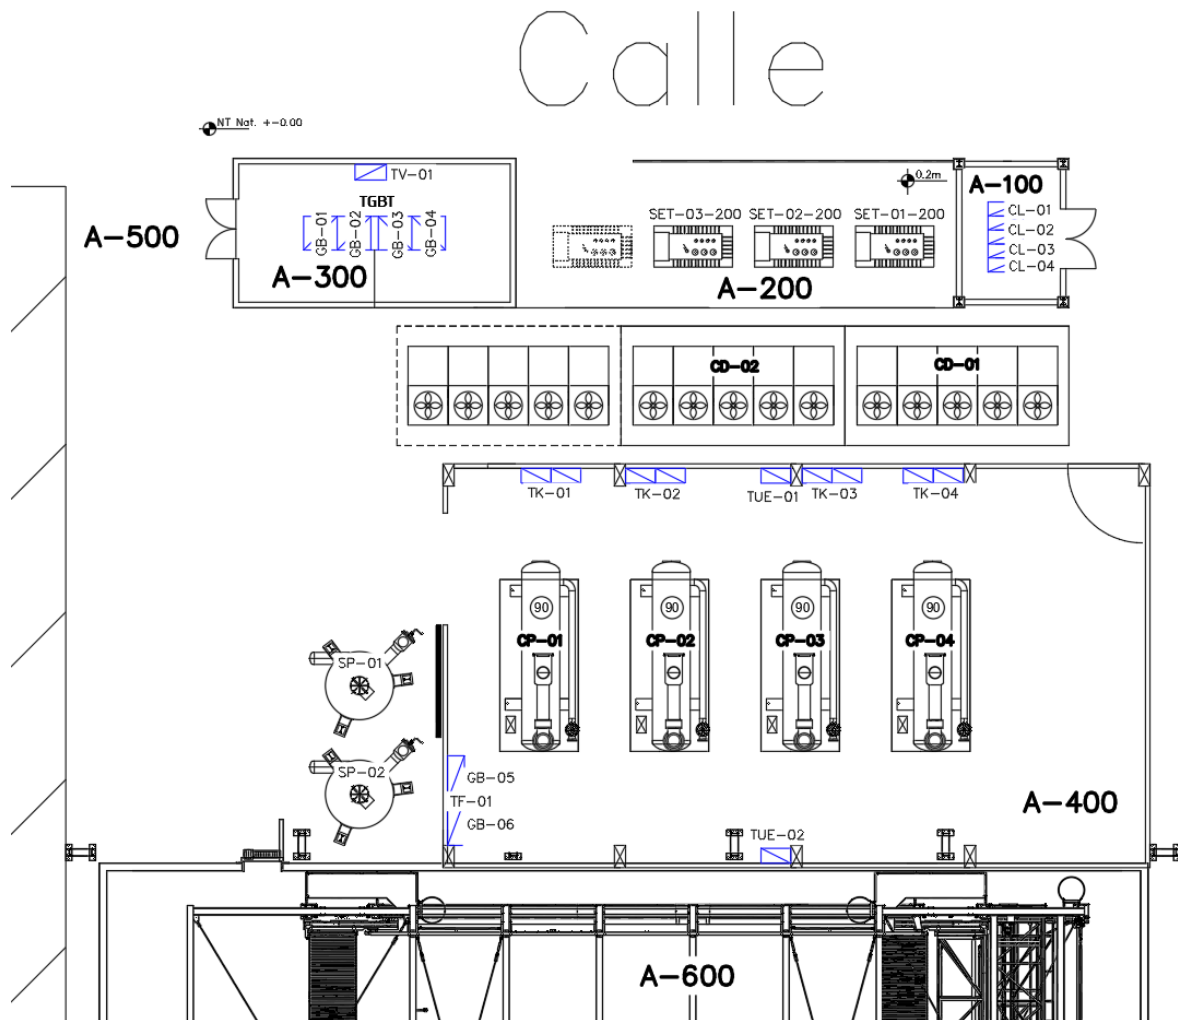 Calle
NT Nat. +-0.00
TV-01
0.2m
A-100
TGBT
SET-03-200
SET-02-200
SET-01-200
CL-01
CL-02
CL-03
CL-04
GB-01
GB-02
GB-03
GB-04
A-500
A-300
A-200
CD-02
CD-01
TK-01
TK-02
TUE-01
TK-03
TK-04
90
90
90
90
CP-01
CP-02
CP-03
CP-04
SP-01
SP-02
GB-05
TF-01
GB-06
A-400
TUE-02
A-600